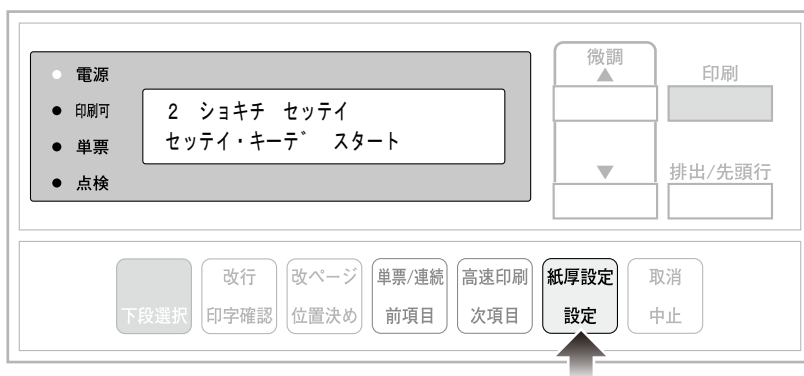 電源
印刷可
単票
点検
2 ショキチ セッテイ
セッテイ・キーデ スタート
微調
▲
▼
印刷
排出/先頭行
下段選択
改行
印字確認
改ページ
位置決め
単票/連続
前項目
高速印刷
次項目
紙厚設定
設定
取消
中止